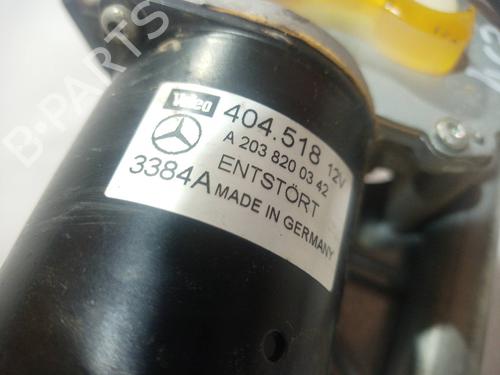 Valeo
404.518 12V
A 203 820 03 42
ENTSTÖRT
3384A MADE IN GERMANY
B-PARTS